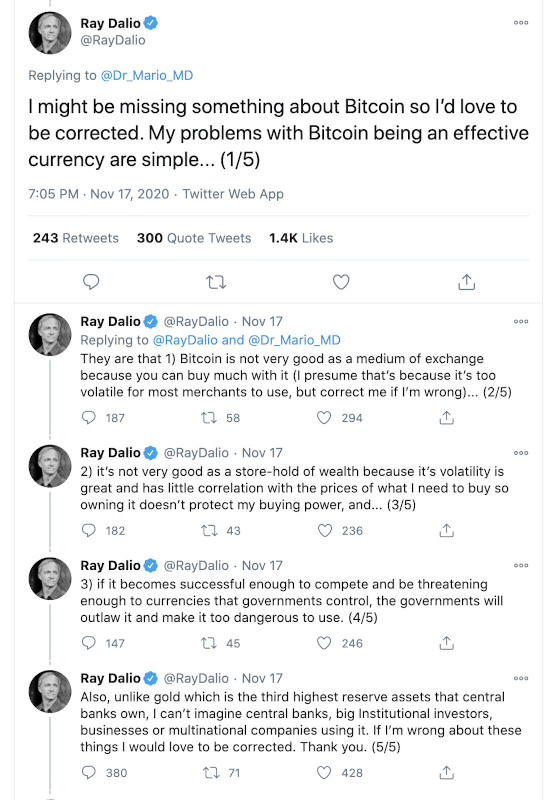 Ray Dalio
@RayDalio
Replying to @Dr_Mario_MD
I might be missing something about Bitcoin so I’d love to
be corrected. My problems with Bitcoin being an effective
currency are simple... (1/5)
7:05 PM · Nov 17, 2020 · Twitter Web App
243 Retweets 300 Quote Tweets 1.4K Likes
Ray Dalio @RayDalio · Nov 17
Replying to @RayDalio and @Dr_Mario_MD
They are that 1) Bitcoin is not very good as a medium of exchange
because you can buy much with it (I presume that’s because it’s too
volatile for most merchants to use, but correct me if I’m wrong)... (2/5)
187 58 294
Ray Dalio @RayDalio · Nov 17
2) it’s not very good as a store-hold of wealth because it’s volatility is
great and has little correlation with the prices of what I need to buy so
owning it doesn’t protect my buying power, and... (3/5)
182 43 236
Ray Dalio @RayDalio · Nov 17
3) if it becomes successful enough to compete and be threatening
enough to currencies that governments control, the governments will
outlaw it and make it too dangerous to use. (4/5)
147 45 246
Ray Dalio @RayDalio · Nov 17
Also, unlike gold which is the third highest reserve assets that central
banks own, I can’t imagine central banks, big Institutional investors,
businesses or multinational companies using it. If I’m wrong about these
things I would love to be corrected. Thank you. (5/5)
380 71 428